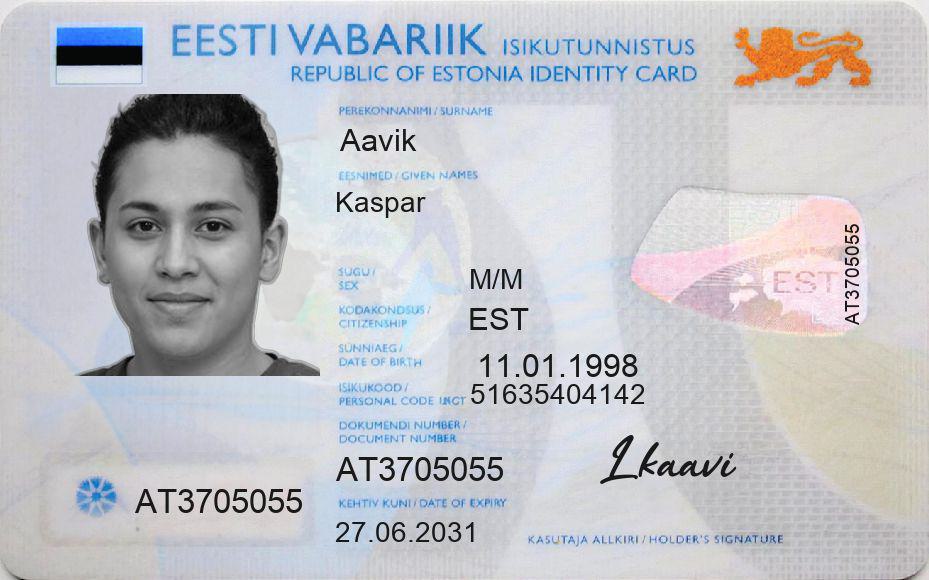 EESTI VABARIIK ISIKUTUNNISTUS
REPUBLIC OF ESTONIA IDENTITY CARD
PEREKONNANIMI / SURNAME
Aavik
EESNIMED / GIVEN NAMES
Kaspar
SUGU /
SEX
M/M
KODAKONDSUS /
CITIZENSHIP
EST
SÜNNIAEG /
DATE OF BIRTH
11.01.1998
ISIKUKOOD /
PERSONAL CODE
51635404142
DOKUMENDI NUMBER /
DOCUMENT NUMBER
AT3705055
KEHTIV KUNI / DATE OF EXPIRY
27.06.2031
AT3705055
EST
AT3705055
Lkaavi
KASUTAJA ALLKIRI / HOLDER'S SIGNATURE